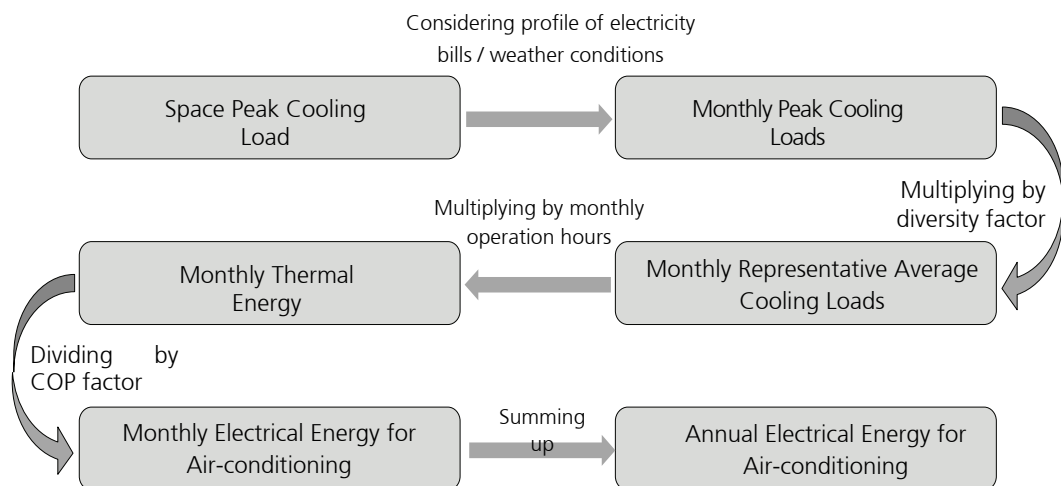 Considering profile of electricity
bills / weather conditions
Space Peak Cooling
Load
Monthly Peak Cooling
Loads
Multiplying by
diversity factor
Multiplying by monthly
operation hours
Monthly Thermal
Energy
Monthly Representative Average
Cooling Loads
Dividing by
COP factor
Monthly Electrical Energy for
Air-conditioning
Summing
up
Annual Electrical Energy for
Air-conditioning